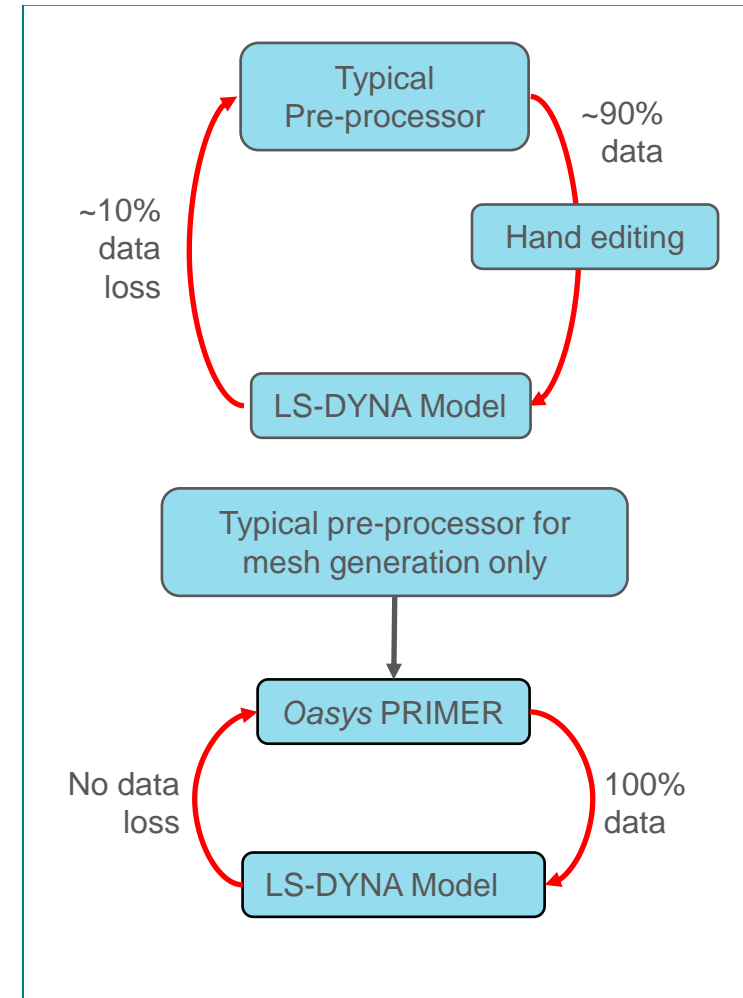 Typical
Pre-processor
~90%
data
~10%
data
loss
Hand editing
LS-DYNA Model
Typical pre-processor for
mesh generation only
Oasys PRIMER
No data
loss
100%
data
LS-DYNA Model